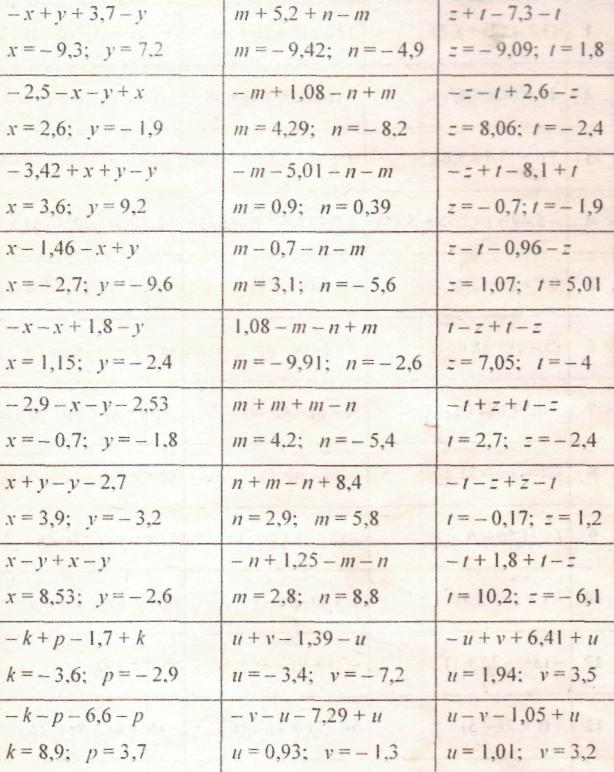 −x + y + 3,7 − y
x = − 9,3; y = 7,2
m + 5,2 + n − m
m = − 9,42; n = − 4,9
z + t − 7,3 − t
z = − 9,09; t = 1,8
− 2,5 − x − y + x
x = 2,6; y = − 1,9
− m + 1,08 − n + m
m = 4,29; n = − 8,2
− z − t + 2,6 − z
z = 8,06; t = − 2,4
− 3,42 + x + y − y
x = 3,6; y = 9,2
− m − 5,01 − n − m
m = 0,9; n = 0,39
− z + t − 8,1 + t
z = − 0,7; t = − 1,9
x − 1,46 − x + y
x = − 2,7; y = − 9,6
m − 0,7 − n − m
m = 3,1; n = − 5,6
z − t − 0,96 − z
z = 1,07; t = 5,01
− x − x + 1,8 − y
x = 1,15; y = − 2,4
1,08 − m − n + m
m = − 9,91; n = − 2,6
t − z + t − z
z = 7,05; t = − 4
− 2,9 − x − y − 2,53
x = − 0,7; y = − 1,8
m + m + m − n
m = 4,2; n = − 5,4
− t + z + t − z
t = 2,7; z = − 2,4
x + y − y − 2,7
x = 3,9; y = − 3,2
n + m − n + 8,4
n = 2,9; m = 5,8
− t − z + z − t
t = − 0,17; z = 1,2
x − y + x − y
x = 8,53; y = − 2,6
− n + 1,25 − m − n
m = 2,8; n = 8,8
− t + 1,8 + t − z
t = 10,2; z = − 6,1
− k + p − 1,7 + k
k = − 3,6; p = − 2,9
u + v − 1,39 − u
u = − 3,4; v = − 7,2
− u + v + 6,41 + u
u = 1,94; v = 3,5
− k − p − 6,6 − p
k = 8,9; p = 3,7
− v − u − 7,29 + u
u = 0,93; v = − 1,3
u − v − 1,05 + u
u = 1,01; v = 3,2